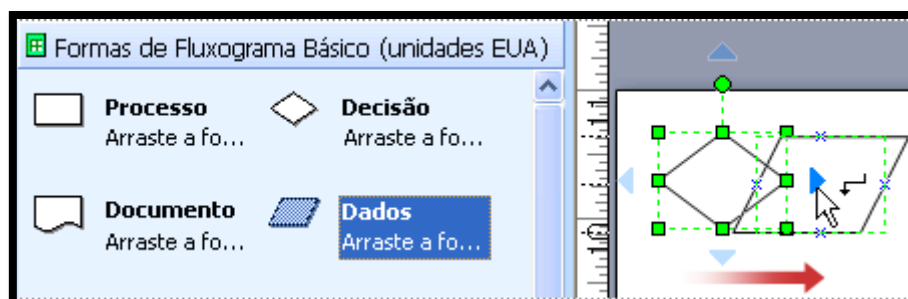 Formas de Fluxograma Básico (unidades EUA)
Processo
Arraste a fo...
Decisão
Arraste a fo...
Documento
Arraste a fo...
Dados
Arraste a fo...